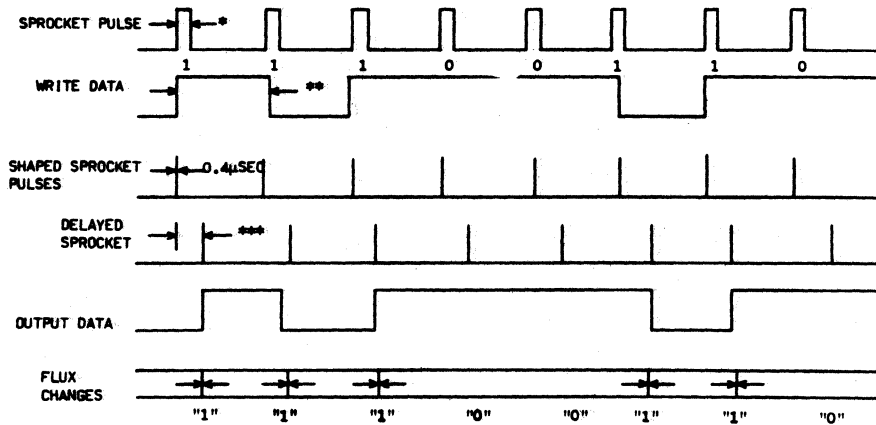 SPROCKET PULSE *
1 1 1 0 0 1 1 0
WRITE DATA **
SHAPED SPROCKET
PULSES
0.4µSEC
DELAYED
SPROCKET
***
OUTPUT DATA
FLUX
CHANGES
"1" "1" "1" "0" "0" "1" "1" "0"